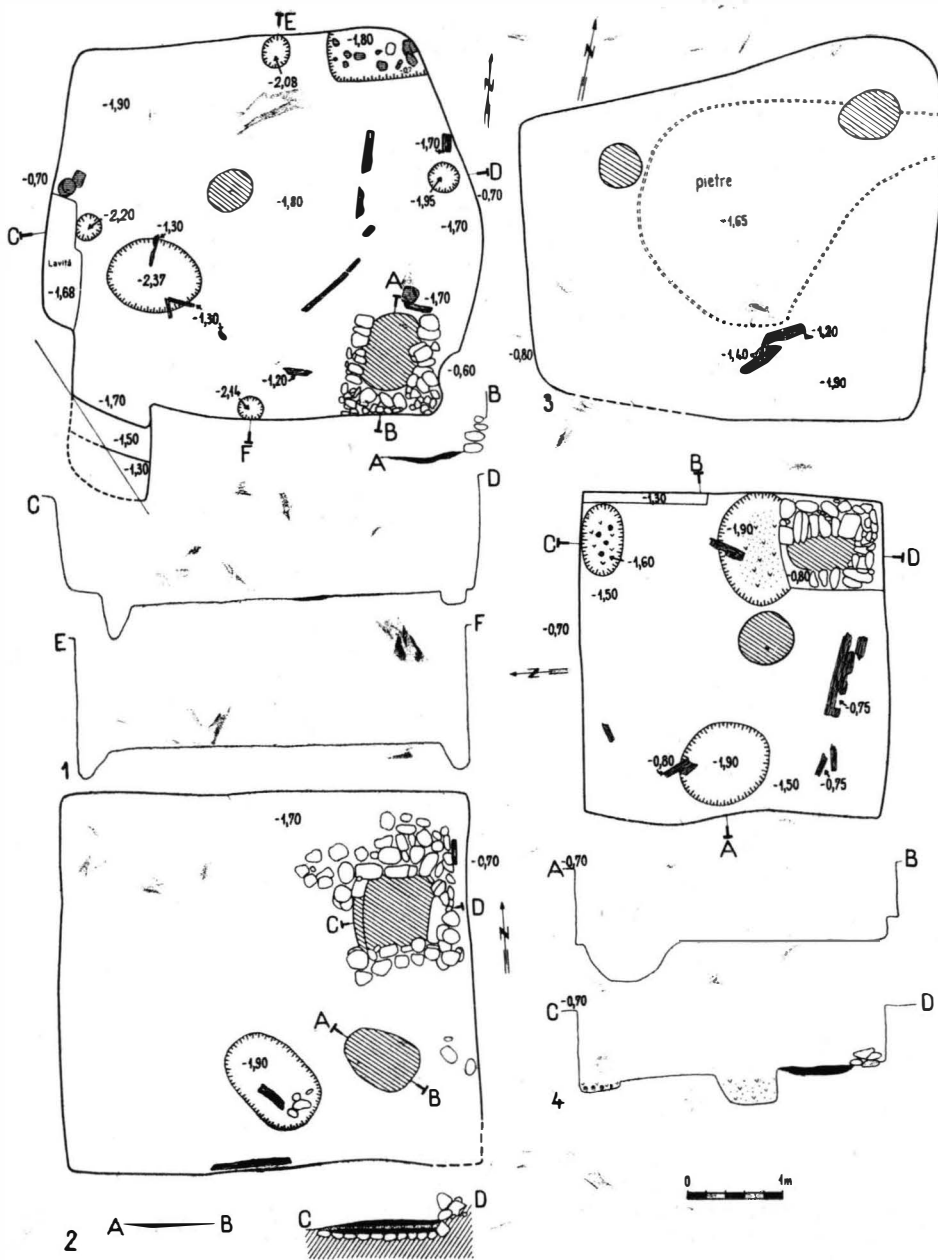 E
-1,80
-2,08
N
-1,90
-1,70
D
-0,70
-1,95
-0,70
-2,20
-1,80
-1,70
C
-1,30
Lavită
-2,37
A
-1,68
-1,70
-1,30
-1,20
-0,60
-2,14
-1,70
B
F
B
-1,50
A
-1,30
C
D
E
F
1
N
pietre
-1,65
-1,20
-1,40
-0,80
-1,90
3
B
-1,30
-1,90
C
-1,60
D
-0,80
-1,50
-0,70
N
-0,75
-0,80
-1,90
-1,50
-0,75
A
A
-0,70
B
C
-0,70
D
4
-1,70
-0,70
D
C
N
A
-1,90
B
A
B
C
D
2
0
1m